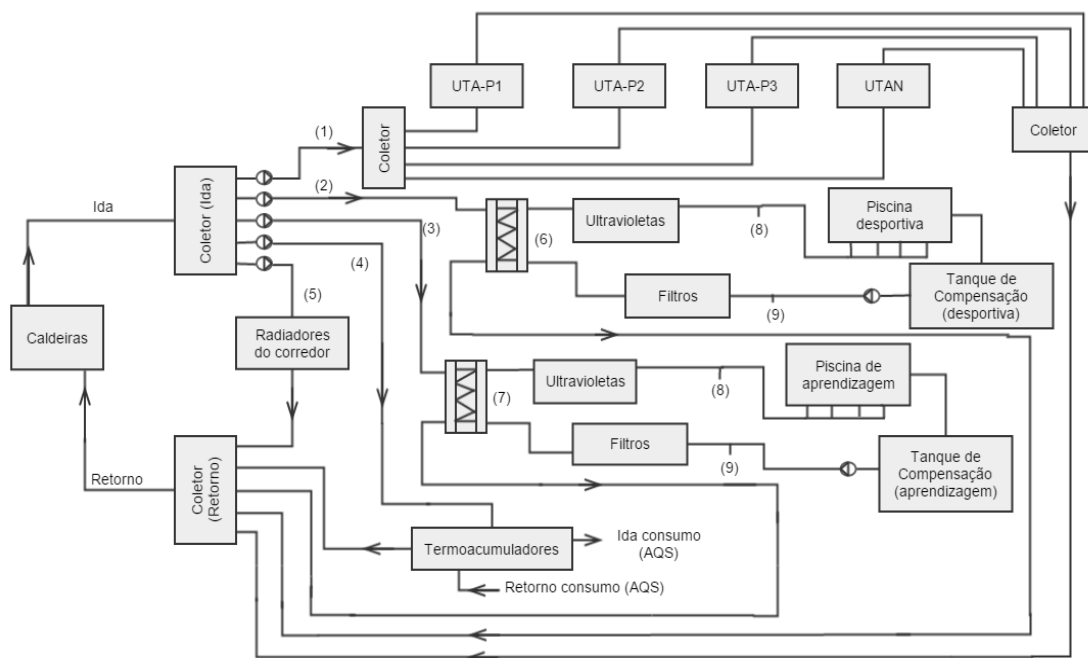 UTA-P1
UTA-P2
UTA-P3
UTAN
Coletor
Coletor
(1)
(2)
(3)
(4)
(5)
Ida
Coletor (Ida)
Caldeiras
Radiadores
do corredor
Retorno
Coletor
(Retorno)
(6)
Ultravioletas
(8)
Piscina
desportiva
Filtros
(9)
Tanque de
Compensação
(desportiva)
(7)
Ultravioletas
(8)
Piscina de
aprendizagem
Filtros
(9)
Tanque de
Compensação
(aprendizagem)
Termoacumuladores
Ida consumo
(AQS)
Retorno consumo (AQS)